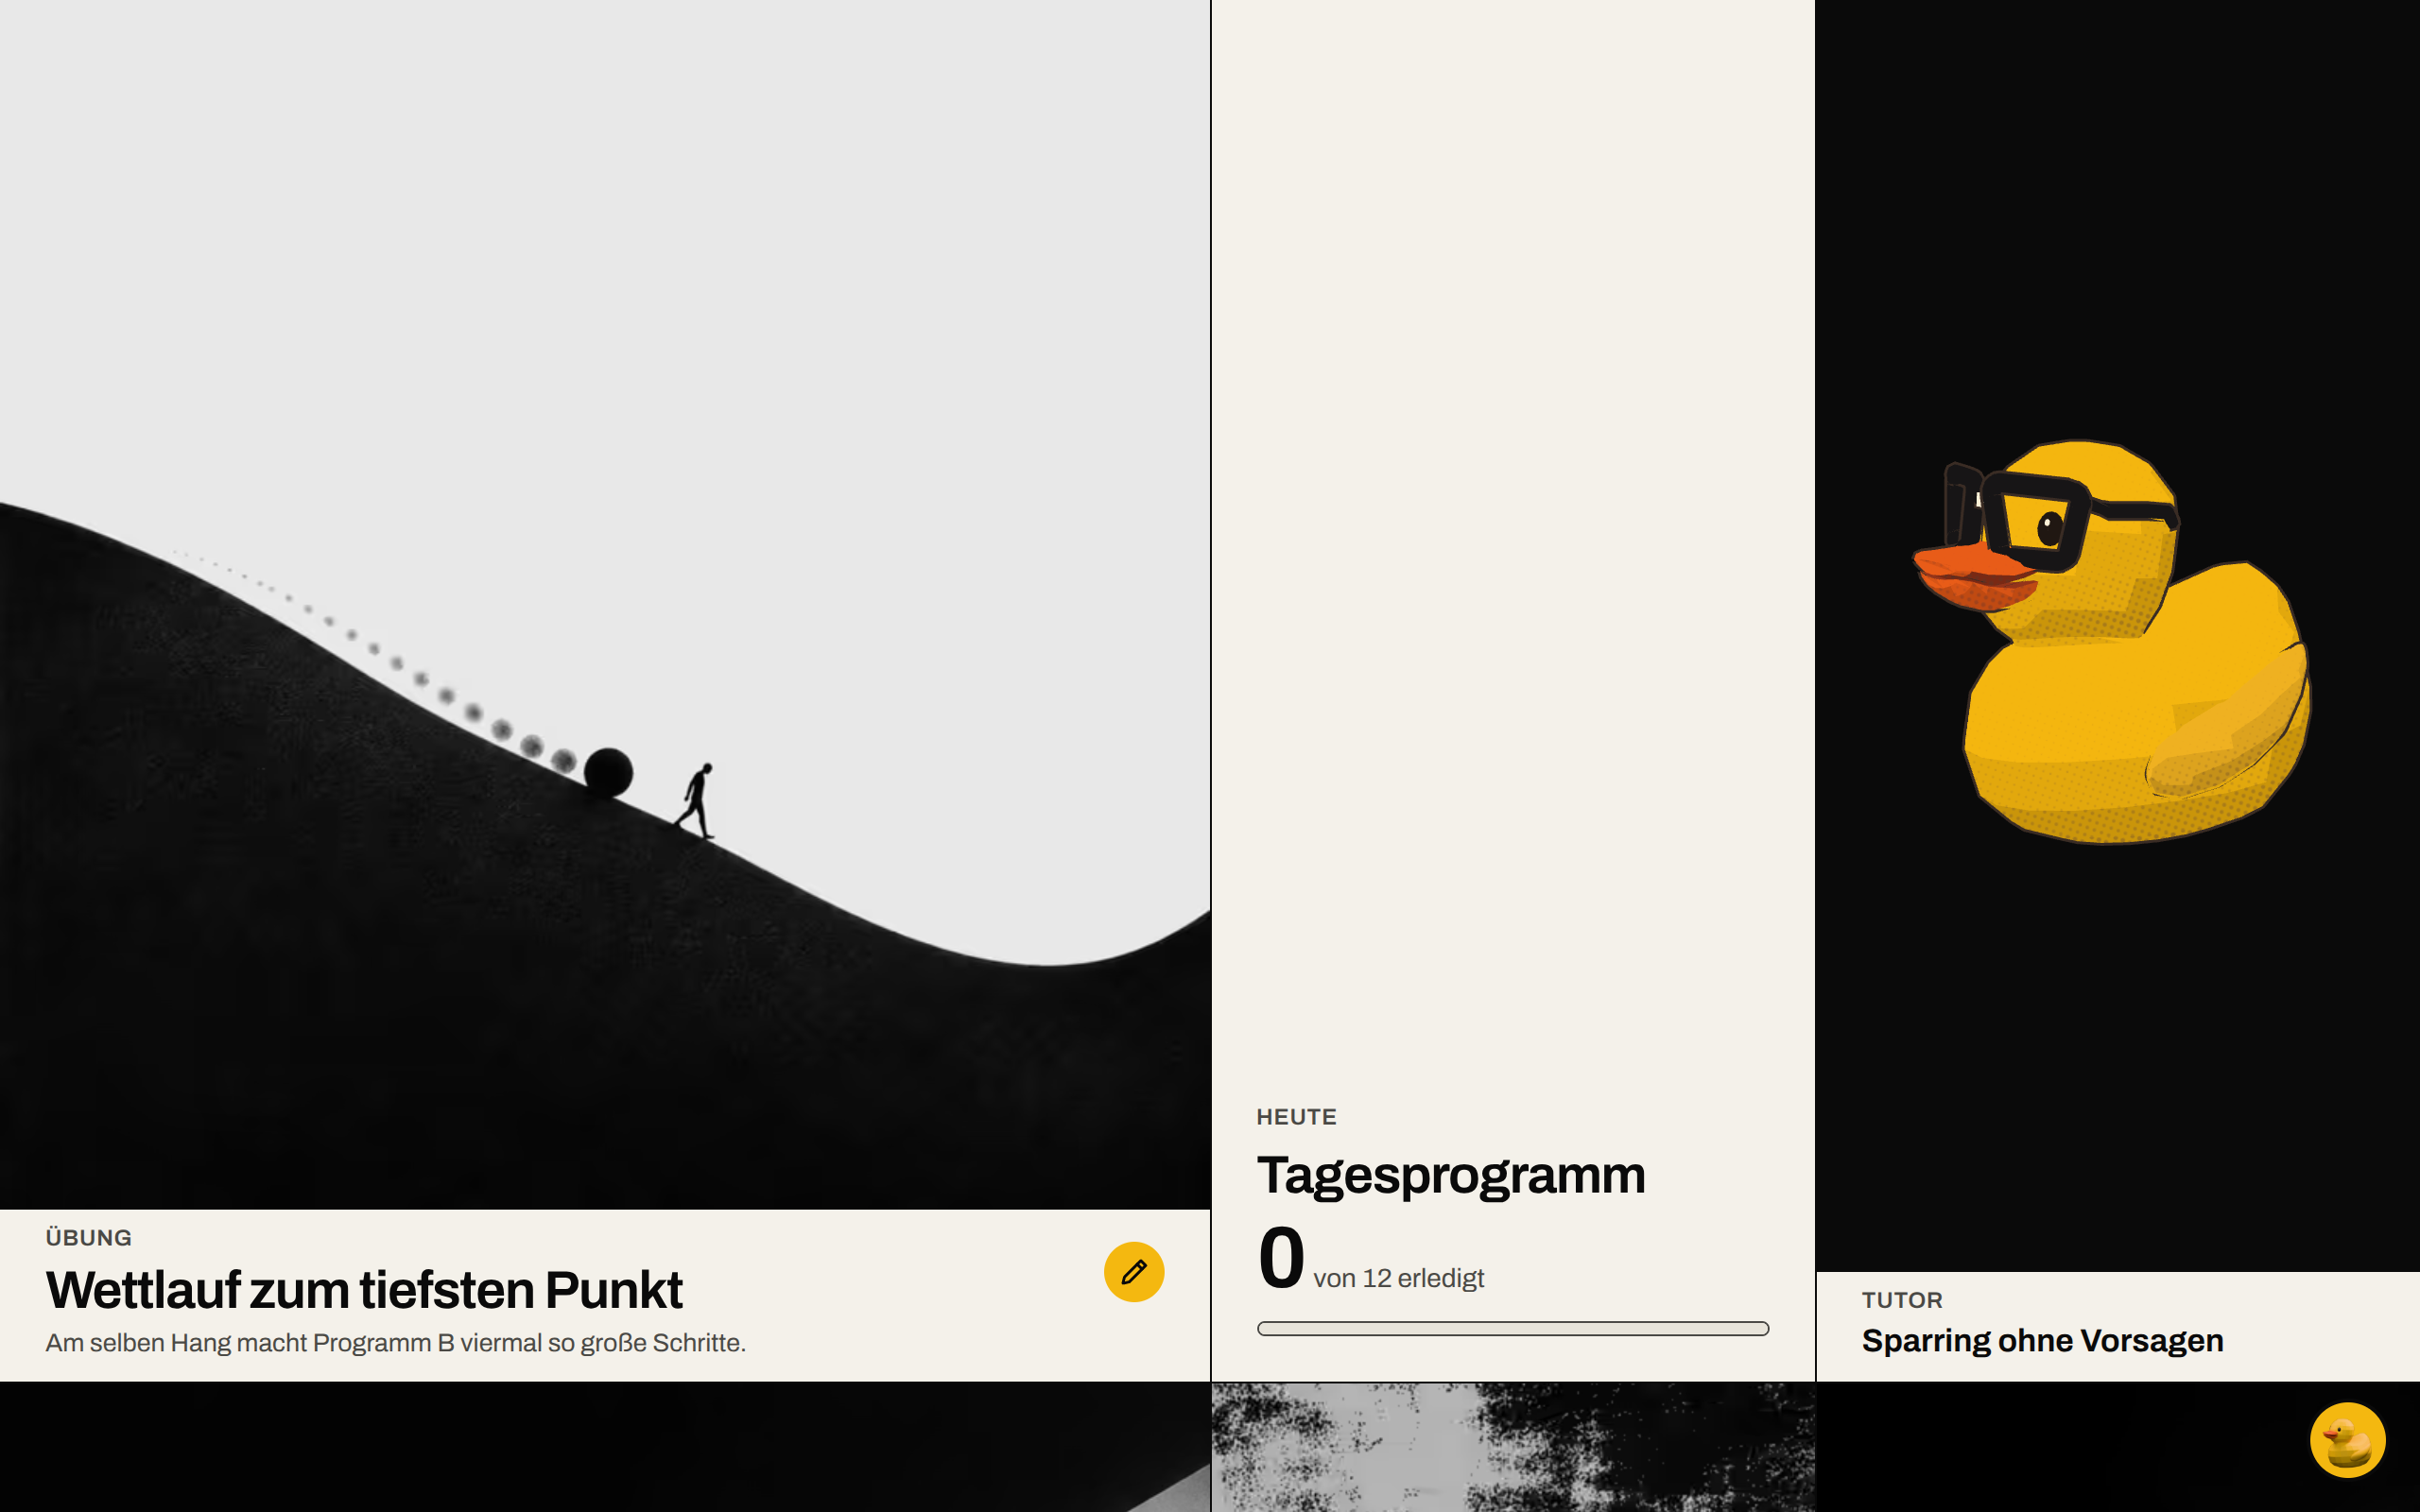 ÜBUNG
Wettlauf zum tiefsten Punkt
Am selben Hang macht Programm B viermal so große Schritte.
HEUTE
Tagesprogramm
0 von 12 erledigt
TUTOR
Sparring ohne Vorsagen